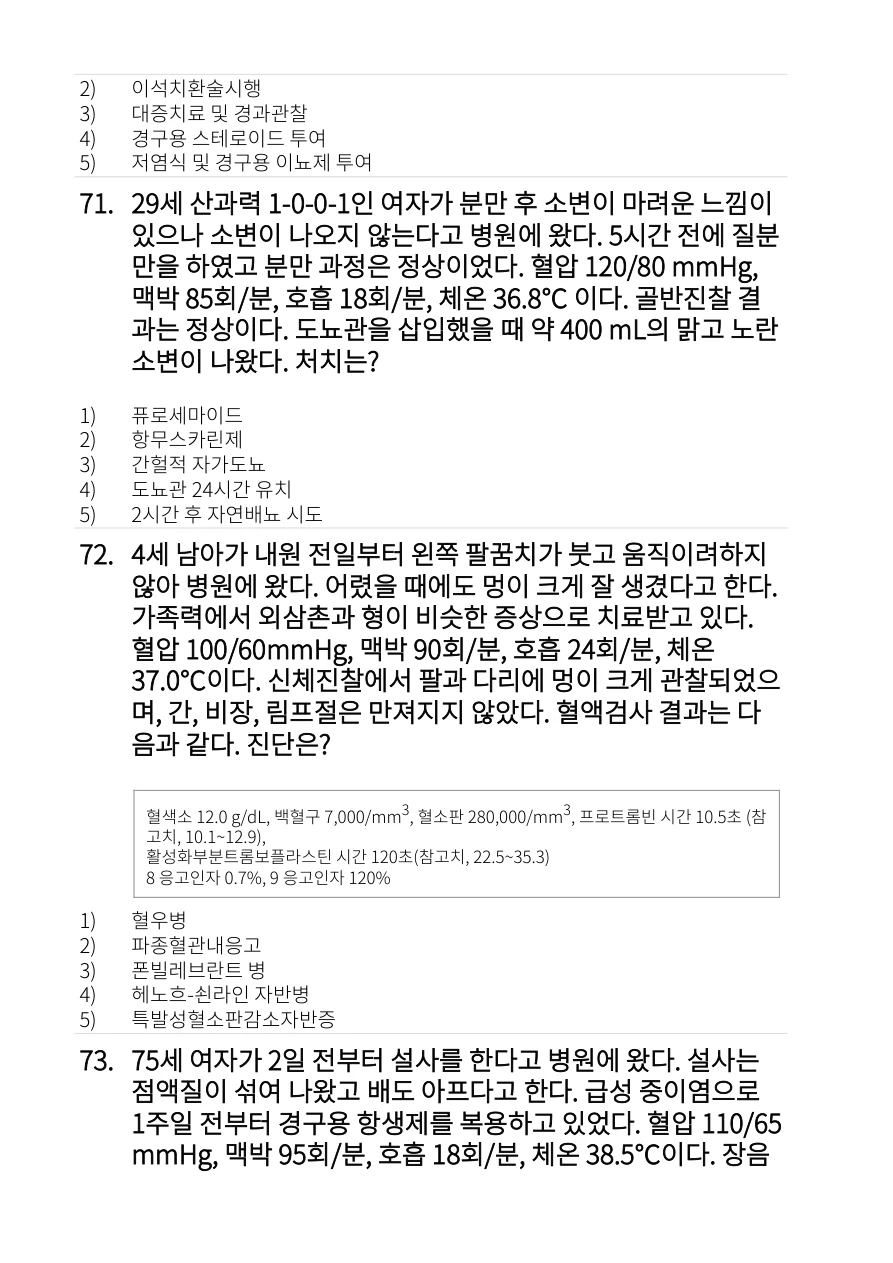 2) 이석치환술시행
3) 대증치료 및 경과관찰
4) 경구용 스테로이드 투여
5) 저염식 및 경구용 이뇨제 투여
71. 29세 산과력 1-0-0-1인 여자가 분만 후 소변이 마려운 느낌이
있으나 소변이 나오지 않는다고 병원에 왔다. 5시간 전에 질분
만을 하였고 분만 과정은 정상이었다. 혈압 120/80 mmHg,
맥박 85회/분, 호흡 18회/분, 체온 36.8℃ 이다. 골반진찰 결
과는 정상이다. 도뇨관을 삽입했을 때 약 400 mL의 맑고 노란
소변이 나왔다. 처치는?
1) 퓨로세마이드
2) 항무스카린제
3) 간헐적 자가도뇨
4) 도뇨관 24시간 유치
5) 2시간 후 자연배뇨 시도
72. 4세 남아가 내원 전일부터 왼쪽 팔꿈치가 붓고 움직이려하지
않아 병원에 왔다. 어렸을 때에도 멍이 크게 잘 생겼다고 한다.
가족력에서 외삼촌과 형이 비슷한 증상으로 치료받고 있다.
혈압 100/60mmHg, 맥박 90회/분, 호흡 24회/분, 체온
37.0℃이다. 신체진찰에서 팔과 다리에 멍이 크게 관찰되었으
며, 간, 비장, 림프절은 만져지지 않았다. 혈액검사 결과는 다
음과 같다. 진단은?
혈색소 12.0 g/dL, 백혈구 7,000/mm³, 혈소판 280,000/mm³, 프로트롬빈 시간 10.5초 (참
고치, 10.1~12.9),
활성화부분트롬보플라스틴 시간 120초(참고치, 22.5~35.3)
8 응고인자 0.7%, 9 응고인자 120%
1) 혈우병
2) 파종혈관내응고
3) 폰빌레브란트 병
4) 헤노흐-쇤라인 자반병
5) 특발성혈소판감소자반증
73. 75세 여자가 2일 전부터 설사를 한다고 병원에 왔다. 설사는
점액질이 섞여 나왔고 배도 아프다고 한다. 급성 중이염으로
1주일 전부터 경구용 항생제를 복용하고 있었다. 혈압 110/65
mmHg, 맥박 95회/분, 호흡 18회/분, 체온 38.5℃이다. 장음